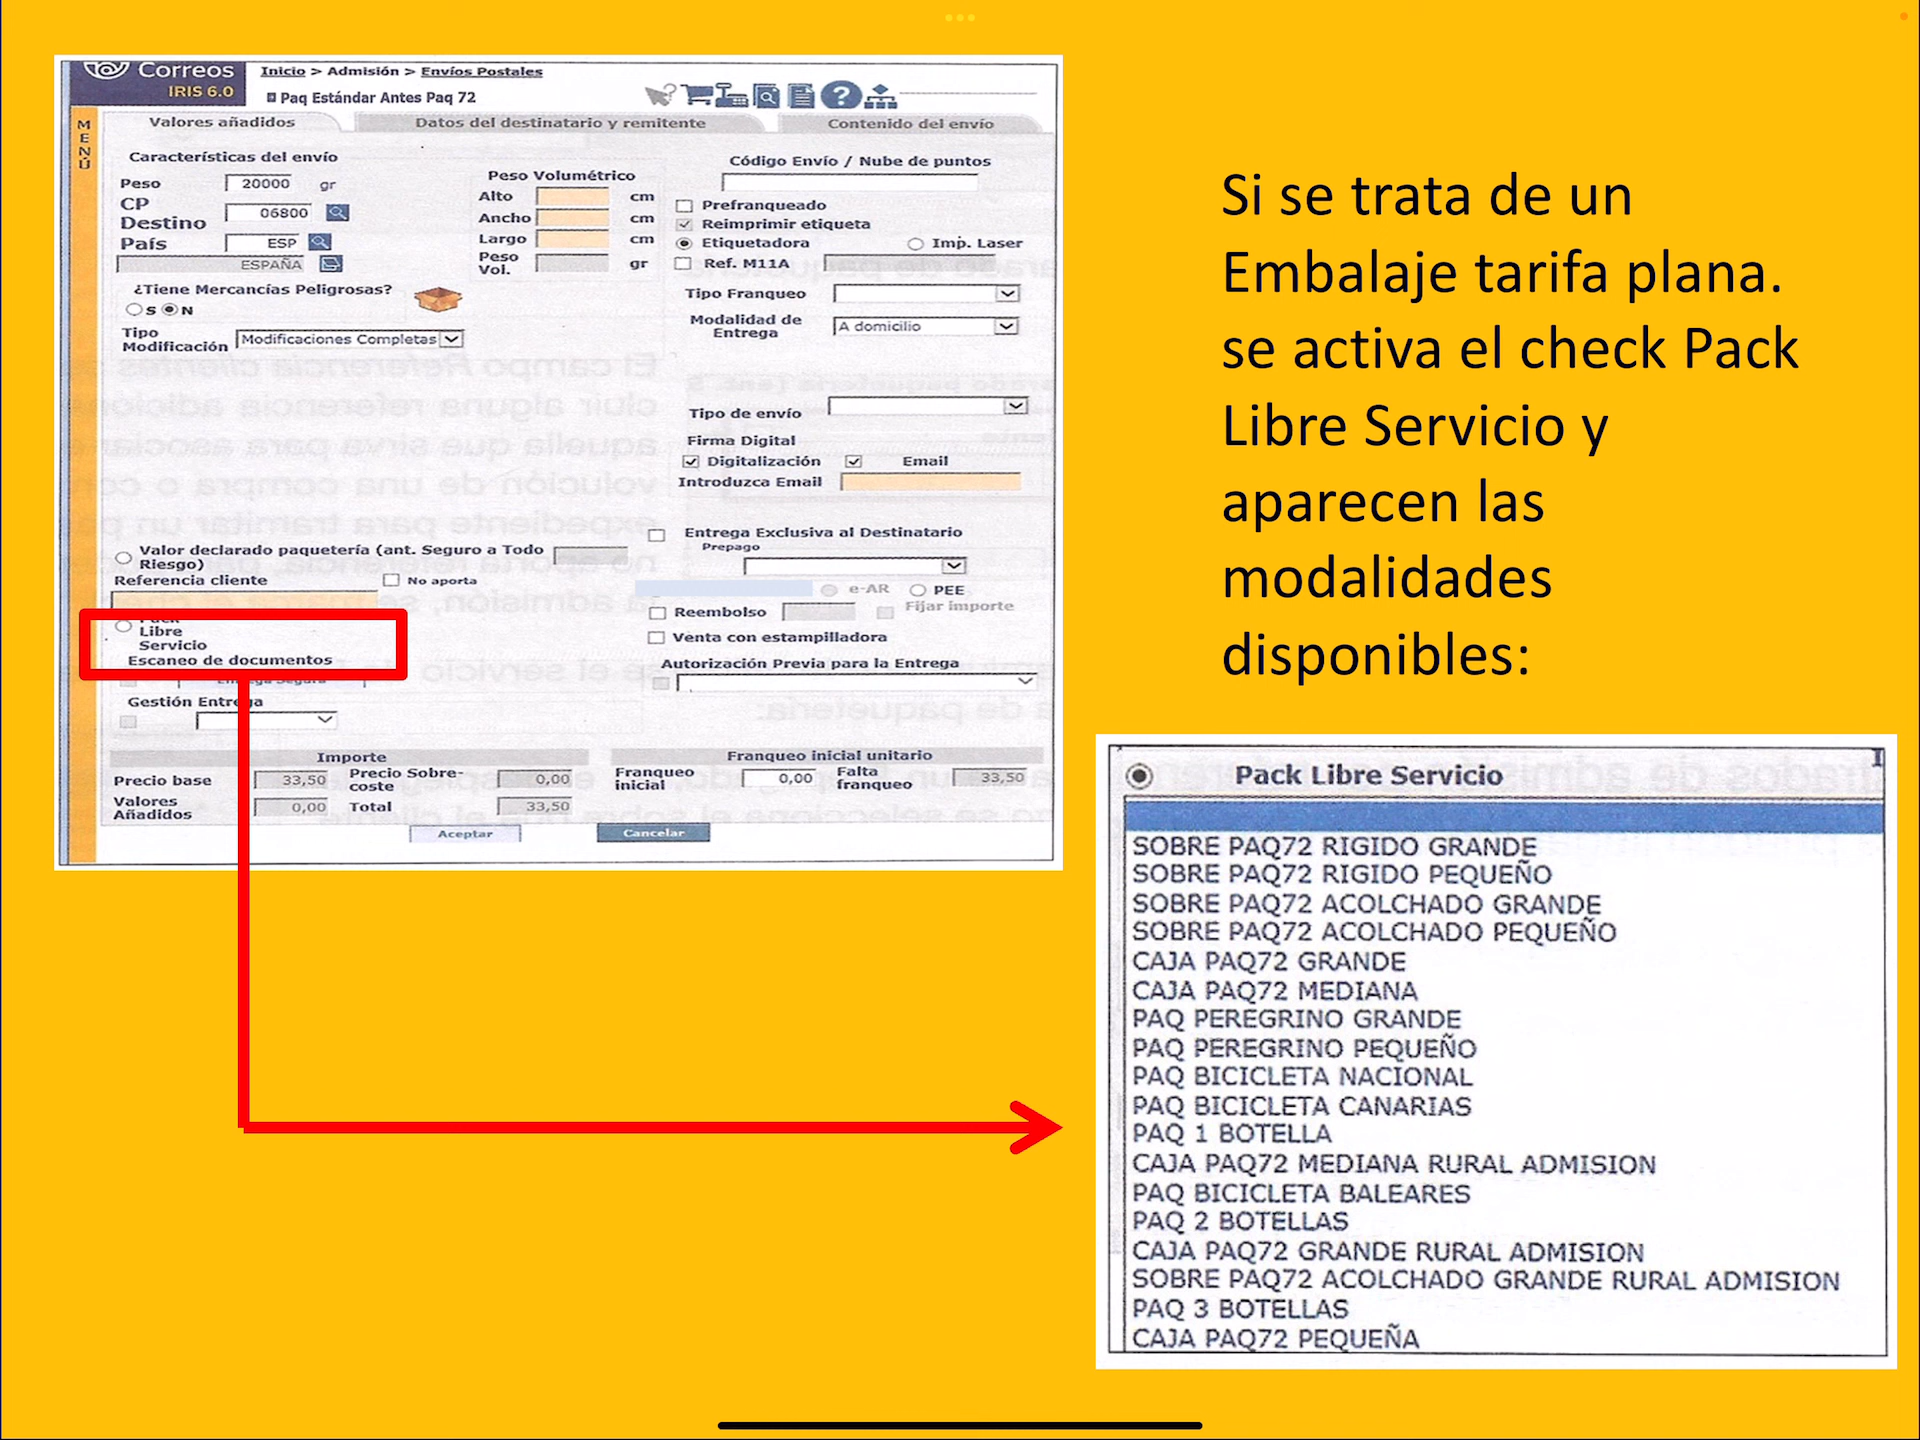 Correos
IRIS 6.0
Inicio > Admisión > Envíos Postales
Paq Estándar Antes Paq 72
MENÚ
Valores añadidos
Datos del destinatario y remitente
Contenido del envío
Características del envío
Peso 20000 gr
CP Destino 06800
País ESP
ESPAÑA
¿Tiene Mercancías Peligrosas?
S N
Tipo Modificación Modificaciones Completas
Peso Volumétrico
Alto cm
Ancho cm
Largo cm
Peso Vol. gr
Código Envío / Nube de puntos
Prefranqueado
Reimprimir etiqueta
Etiquetadora Imp. Laser
Ref. M11A
Tipo Franqueo
Modalidad de Entrega A domicilio
Tipo de envío
Firma Digital
Digitalización Email
Introduzca Email
Valor declarado paquetería (ant. Seguro a Todo
Riesgo)
Referencia cliente No aporta
Pack
Libre
Servicio
Escaneo de documentos
Entrega Segura
Gestión Entrega
Entrega Exclusiva al Destinatario
Prepago
e-AR PEE
Reembolso Fijar importe
Venta con estampilladora
Autorización Previa para la Entrega
Importe
Precio base 33,50 Precio Sobre-coste 0,00
Valores Añadidos 0,00 Total 33,50
Franqueo inicial unitario
Franqueo inicial 0,00 Falta franqueo 33,50
Aceptar Cancelar
Si se trata de un
Embalaje tarifa plana.
se activa el check Pack
Libre Servicio y
aparecen las
modalidades
disponibles:
Pack Libre Servicio
SOBRE PAQ72 RIGIDO GRANDE
SOBRE PAQ72 RIGIDO PEQUEÑO
SOBRE PAQ72 ACOLCHADO GRANDE
SOBRE PAQ72 ACOLCHADO PEQUEÑO
CAJA PAQ72 GRANDE
CAJA PAQ72 MEDIANA
PAQ PEREGRINO GRANDE
PAQ PEREGRINO PEQUEÑO
PAQ BICICLETA NACIONAL
PAQ BICICLETA CANARIAS
PAQ 1 BOTELLA
CAJA PAQ72 MEDIANA RURAL ADMISION
PAQ BICICLETA BALEARES
PAQ 2 BOTELLAS
CAJA PAQ72 GRANDE RURAL ADMISION
SOBRE PAQ72 ACOLCHADO GRANDE RURAL ADMISION
PAQ 3 BOTELLAS
CAJA PAQ72 PEQUEÑA